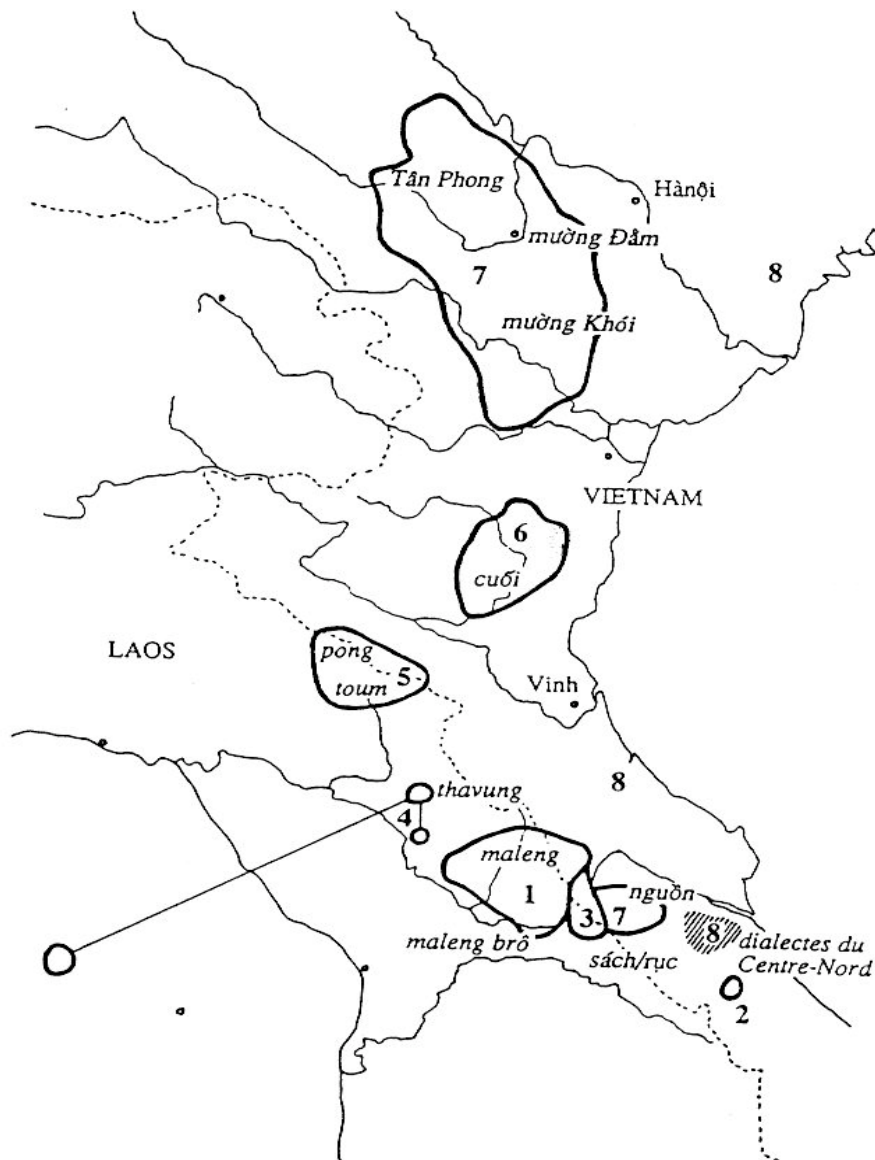 Tân Phong
Hànội
mường Đẳm
7
8
mường Khói
VIETNAM
6
cuối
LAOS
pong
5
toum
Vinh
8
thavung
4
maleng
1
nguồn
3
7
maleng brô
8
dialectes du
Centre-Nord
sách/rục
2